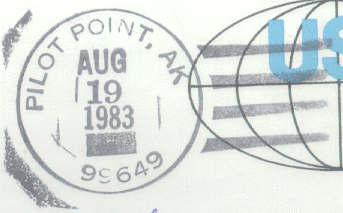 PILOT POINT, AK
AUG
19
1983
99649
US